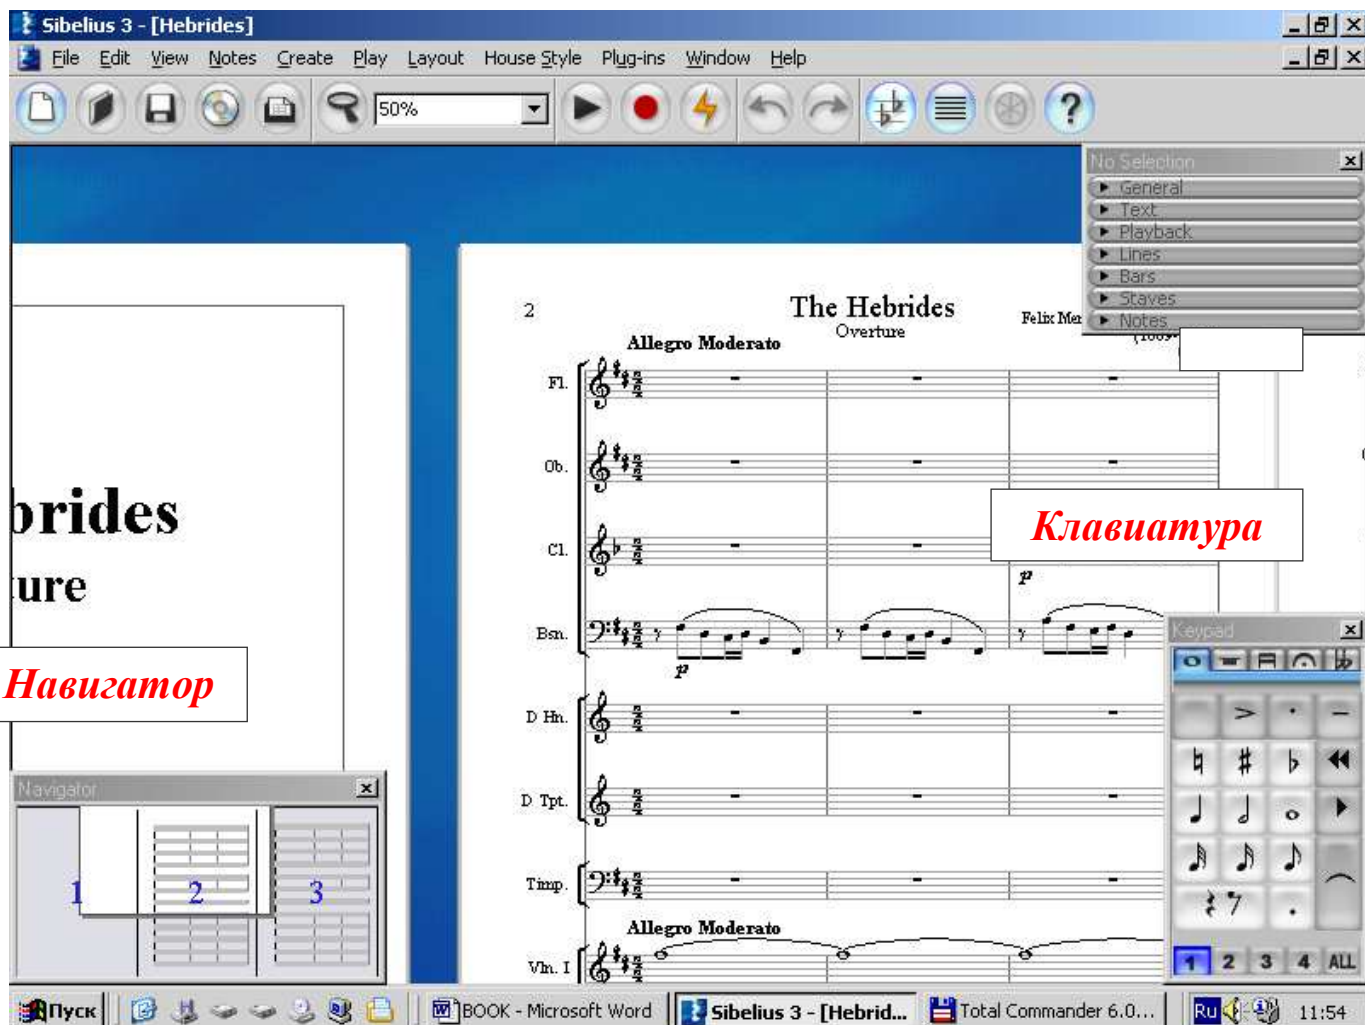 Sibelius 3 - [Hebrides]
File Edit View Notes Create Play Layout House Style Plug-ins Window Help
50%
No Selection
General
Text
Playback
Lines
Bars
Staves
Notes
2
The Hebrides
Overture
Felix Mer
Allegro Moderato
Fl.
Ob.
brides
Клавиатура
Cl.
p
ture
Bsn.
p
Keypad
Навигатор
D Hn.
Navigator
D Tpt.
1 2 3
Timp.
Allegro Moderato
Vln. I
1 2 3 4 ALL
Пуск BOOK - Microsoft Word Sibelius 3 - [Hebrid... Total Commander 6.0... Ru 11:54